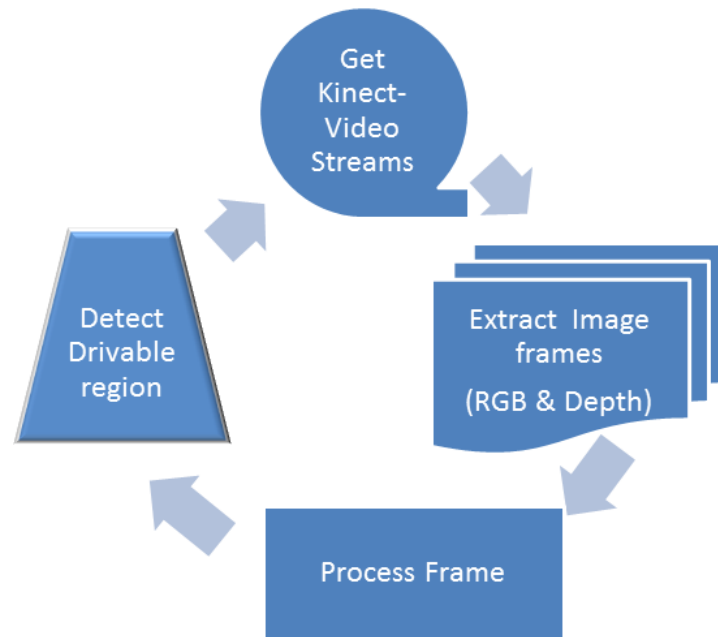 Get
Kinect-
Video
Streams
Extract Image
frames
(RGB & Depth)
Process Frame
Detect
Drivable
region